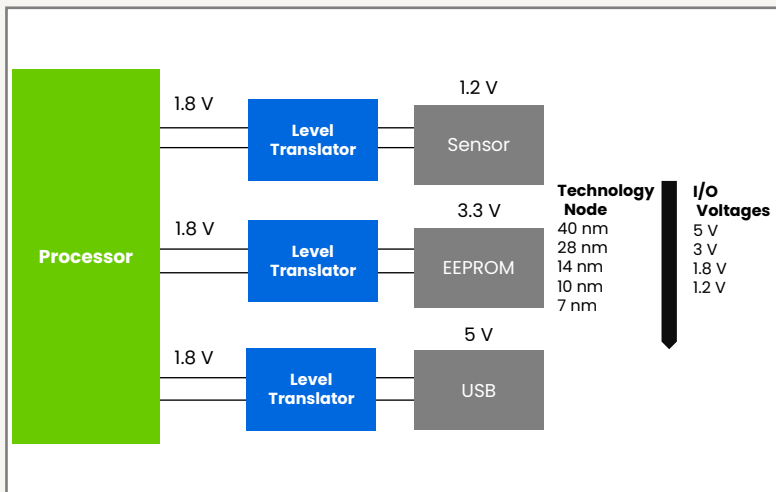 1.2 V
1.8 V
Level
Translator
Sensor
3.3 V
1.8 V
Level
Translator
EEPROM
Processor
5 V
1.8 V
Level
Translator
USB
Technology
Node
40 nm
28 nm
14 nm
10 nm
7 nm
I/O
Voltages
5 V
3 V
1.8 V
1.2 V